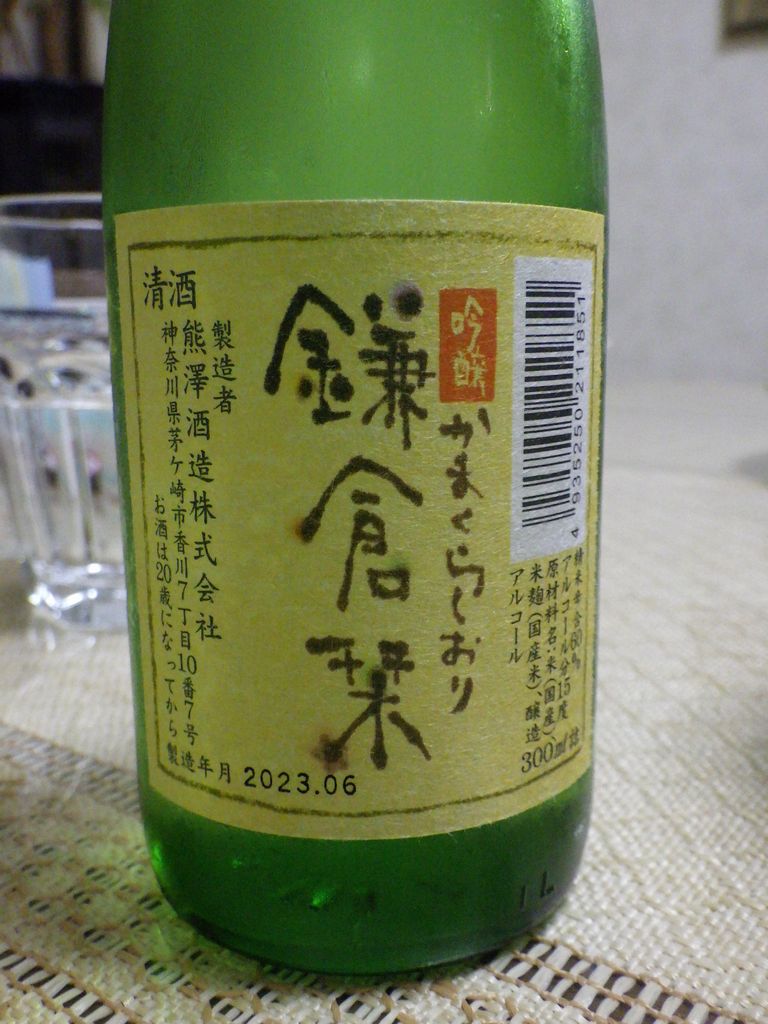 4 935250 211851
精米歩合60%
アルコール分15度
原材料名:米(国産)
米麹(国産米)、醸造
アルコール
300ml詰
吟醸
かまくらしおり
鎌倉栞
清酒
製造者
熊澤酒造株式会社
神奈川県茅ケ崎市香川7丁目10番7号
お酒は20歳になってから
製造年月 2023.06